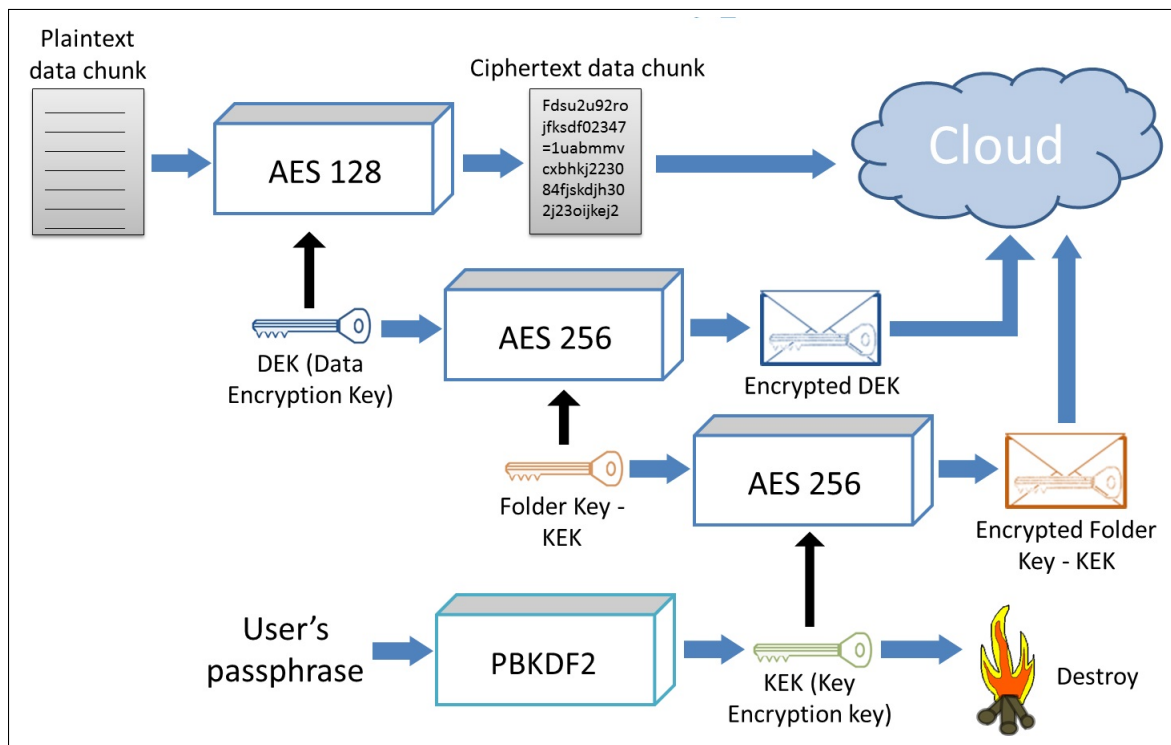 Plaintext
data chunk
Ciphertext data chunk
Fdsu2u92ro
jfksdf02347
=1uabmmv
cxbhkj2230
84fjskdjh30
2j23oijkej2
AES 128
Cloud
DEK (Data
Encryption Key)
AES 256
Encrypted DEK
Folder Key -
KEK
AES 256
Encrypted Folder
Key - KEK
User's
passphrase
PBKDF2
KEK (Key
Encryption key)
Destroy